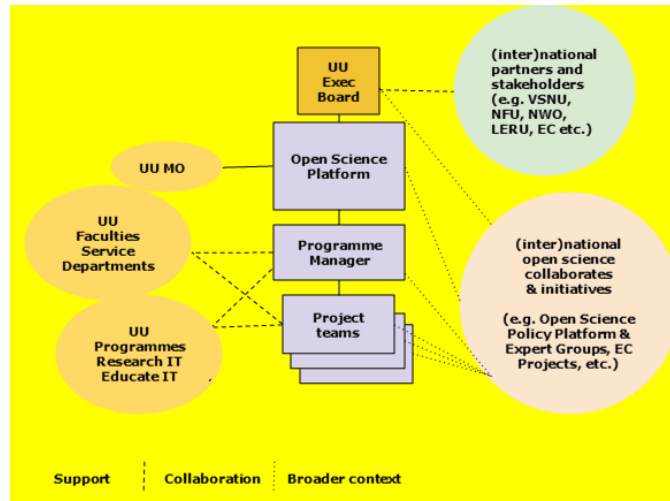 UU
Exec
Board
(inter)national
partners and
stakeholders
(e.g. VSNU,
NFU, NWO,
LERU, EC etc.)
Open Science
Platform
UU MO
UU
Faculties
Service
Departments
Programme
Manager
(inter)national
open science
collaborates
& initiatives
(e.g. Open Science
Policy Platform &
Expert Groups, EC
Projects, etc.)
Project
teams
UU
Programmes
Research IT
Educate IT
Support
Collaboration
Broader context